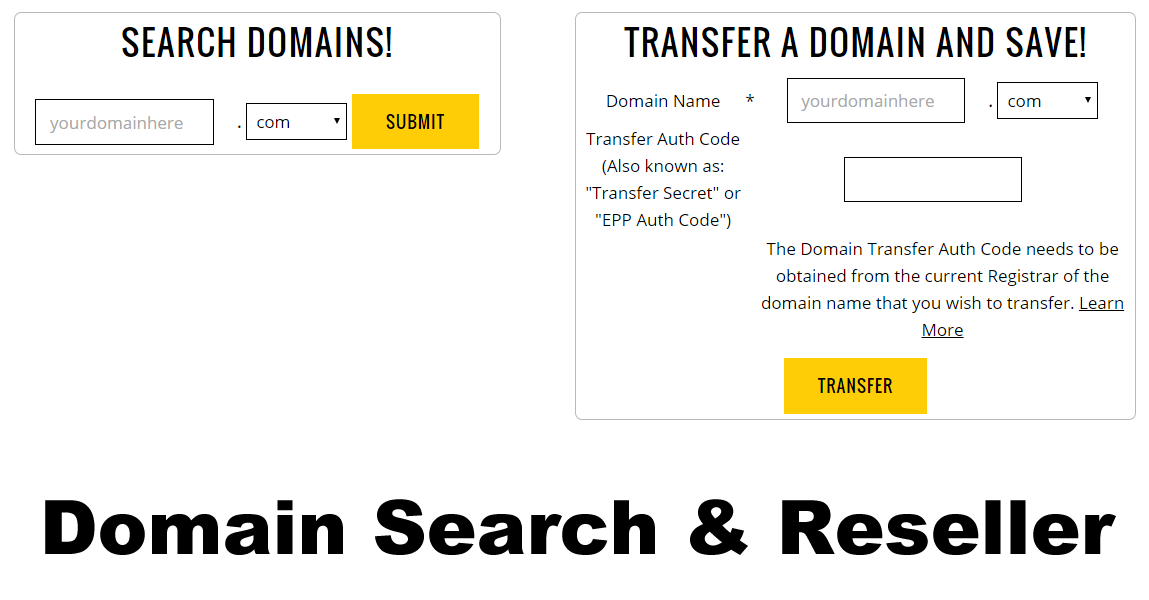 SEARCH DOMAINS!
yourdomainhere . com SUBMIT
TRANSFER A DOMAIN AND SAVE!
Domain Name * yourdomainhere . com
Transfer Auth Code
(Also known as:
"Transfer Secret" or
"EPP Auth Code")
The Domain Transfer Auth Code needs to be
obtained from the current Registrar of the
domain name that you wish to transfer. Learn
More
TRANSFER
Domain Search & Reseller